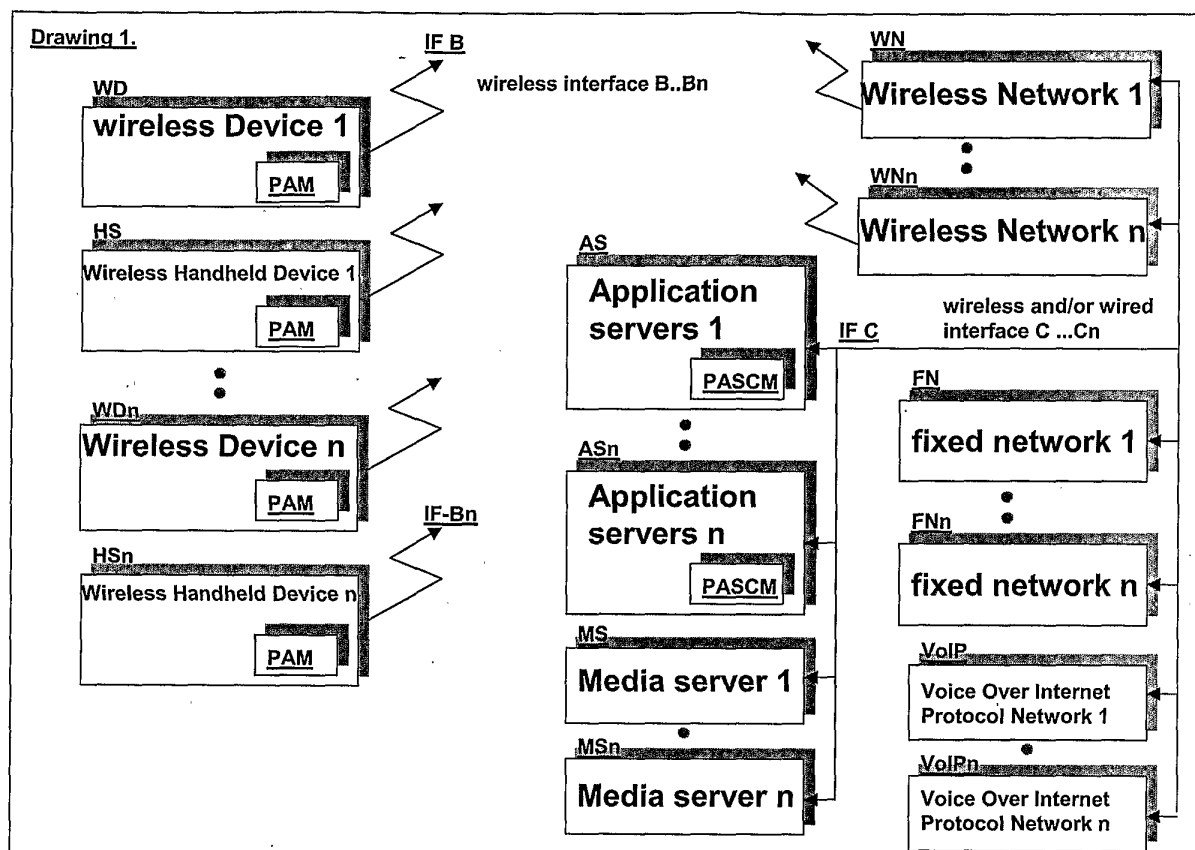 Drawing 1.
IF B
wireless interface B..Bn
WD
wireless Device 1
PAM
HS
Wireless Handheld Device 1
PAM
WDn
Wireless Device n
PAM
IF-Bn
HSn
Wireless Handheld Device n
PAM
AS
Application
servers 1
PASCM
ASn
Application
servers n
PASCM
MS
Media server 1
MSn
Media server n
WN
Wireless Network 1
WNn
Wireless Network n
wireless and/or wired
interface C ...Cn
IF C
FN
fixed network 1
FNn
fixed network n
VoIP
Voice Over Internet
Protocol Network 1
VoIPn
Voice Over Internet
Protocol Network n